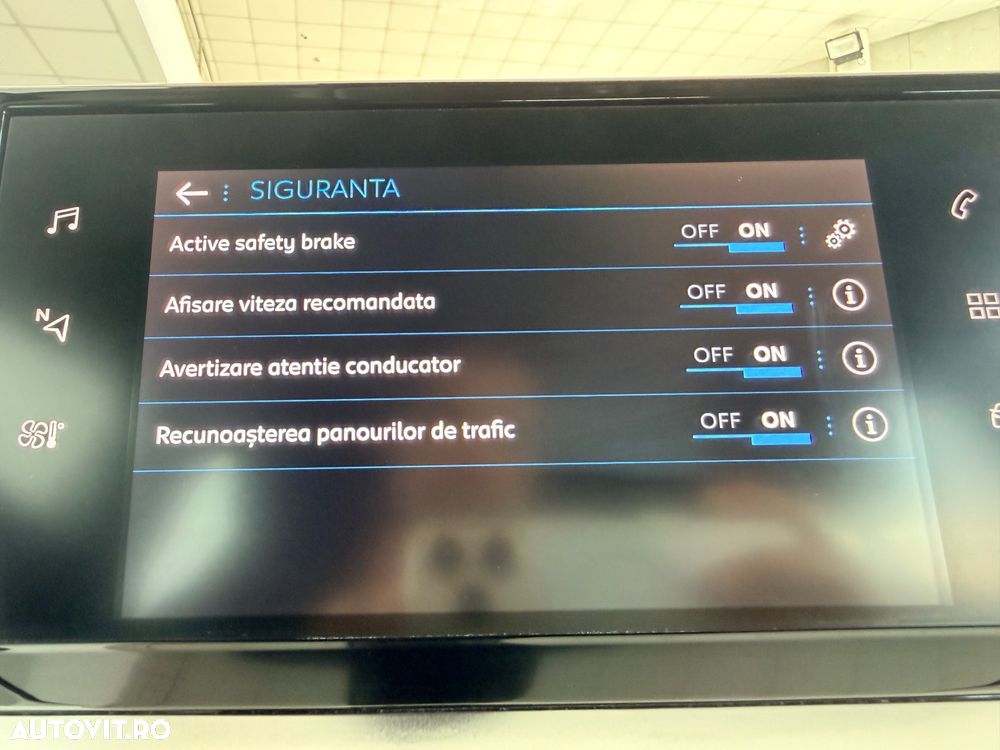 SIGURANTA
Active safety brake OFF ON
Afisare viteza recomandata OFF ON
N
Avertizare atentie conducator OFF ON
Recunoașterea panourilor de trafic OFF ON
AUTOVIT.RO